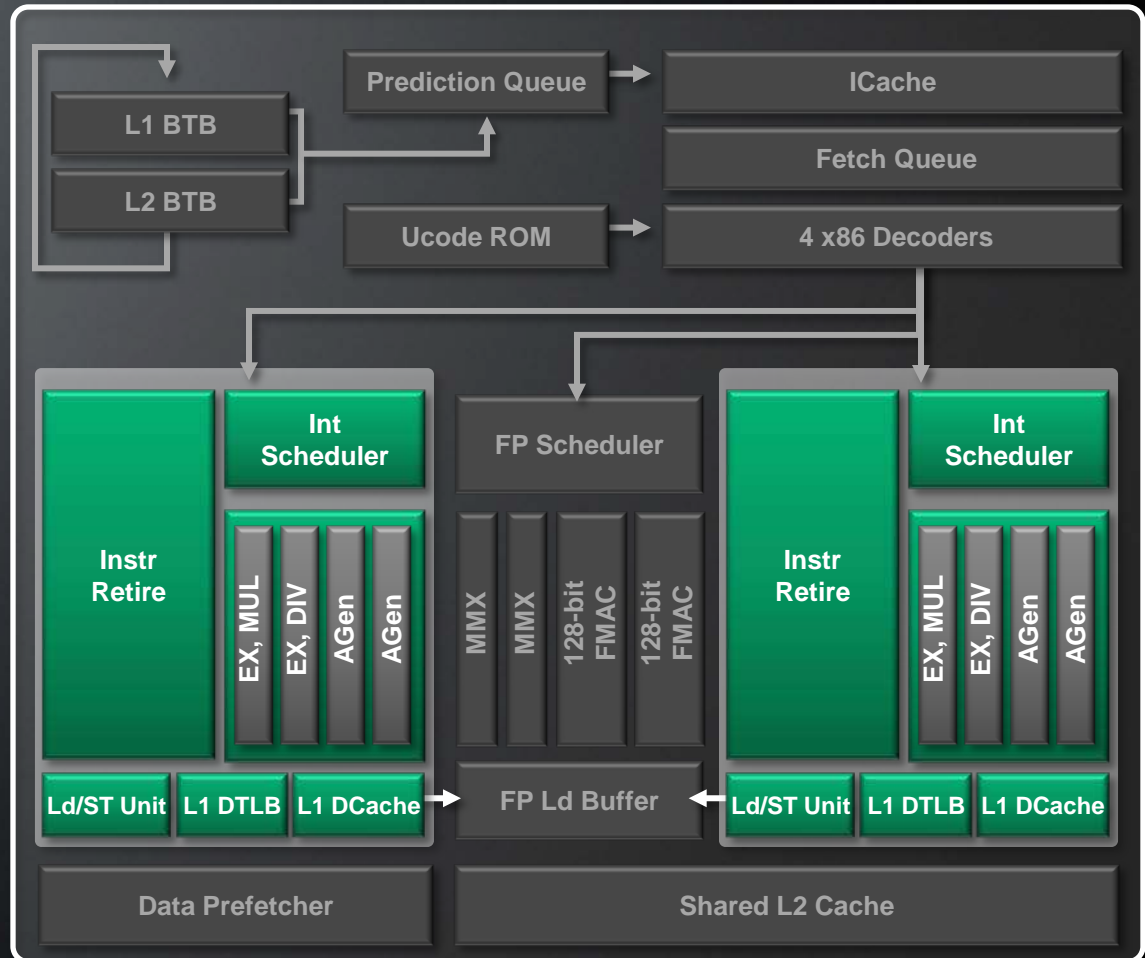 Prediction Queue
ICache
L1 BTB
Fetch Queue
L2 BTB
Ucode ROM
4 x86 Decoders
Instr
Retire
Int
Scheduler
EX, MUL
EX, DIV
AGen
AGen
Ld/ST Unit
L1 DTLB
L1 DCache
FP Scheduler
MMX
MMX
128-bit
FMAC
128-bit
FMAC
FP Ld Buffer
Instr
Retire
Int
Scheduler
EX, MUL
EX, DIV
AGen
AGen
Ld/ST Unit
L1 DTLB
L1 DCache
Data Prefetcher
Shared L2 Cache